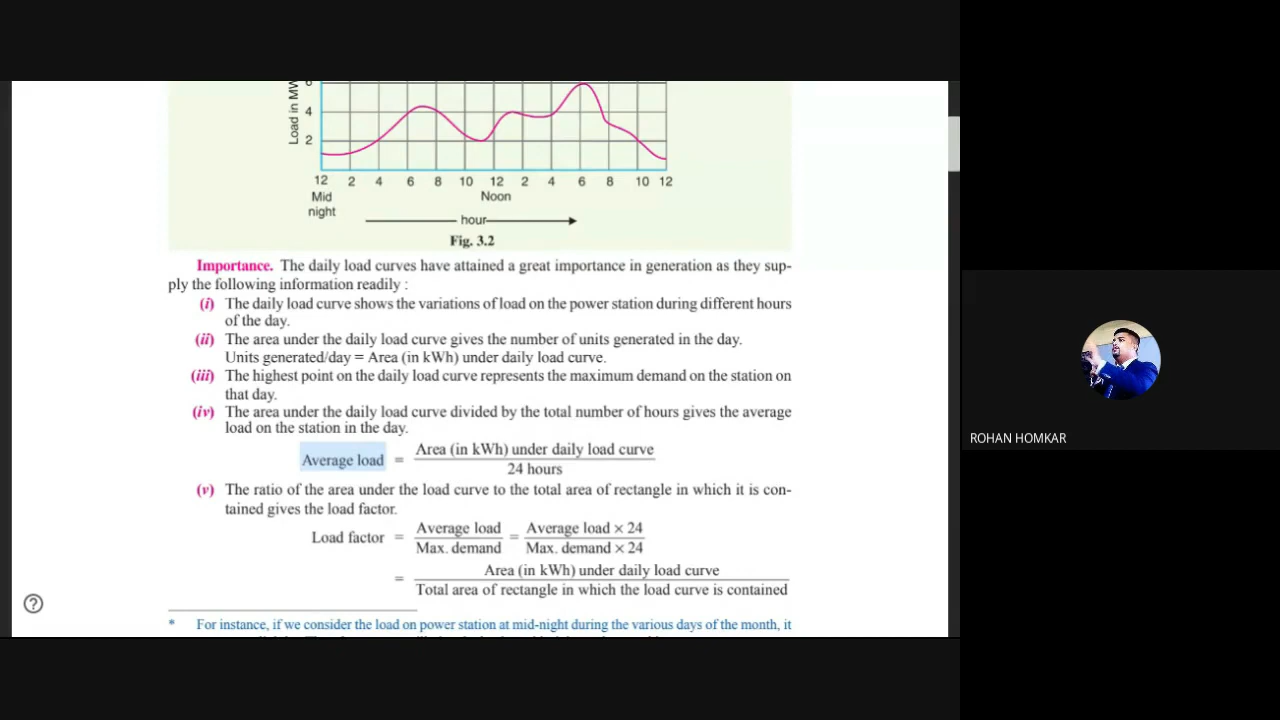 Load in MW
6
4
2
12 2 4 6 8 10 12 2 4 6 8 10 12
Mid
night
Noon
hour
Fig. 3.2
Importance. The daily load curves have attained a great importance in generation as they sup-
ply the following information readily :
(i) The daily load curve shows the variations of load on the power station during different hours
of the day.
(ii) The area under the daily load curve gives the number of units generated in the day.
Units generated/day = Area (in kWh) under daily load curve.
(iii) The highest point on the daily load curve represents the maximum demand on the station on
that day.
(iv) The area under the daily load curve divided by the total number of hours gives the average
load on the station in the day.
Average load = Area (in kWh) under daily load curve
24 hours
(v) The ratio of the area under the load curve to the total area of rectangle in which it is con-
tained gives the load factor.
Load factor = Average load = Average load × 24
Max. demand Max. demand × 24
= Area (in kWh) under daily load curve
Total area of rectangle in which the load curve is contained
* For instance, if we consider the load on power station at mid-night during the various days of the month, it
ROHAN HOMKAR